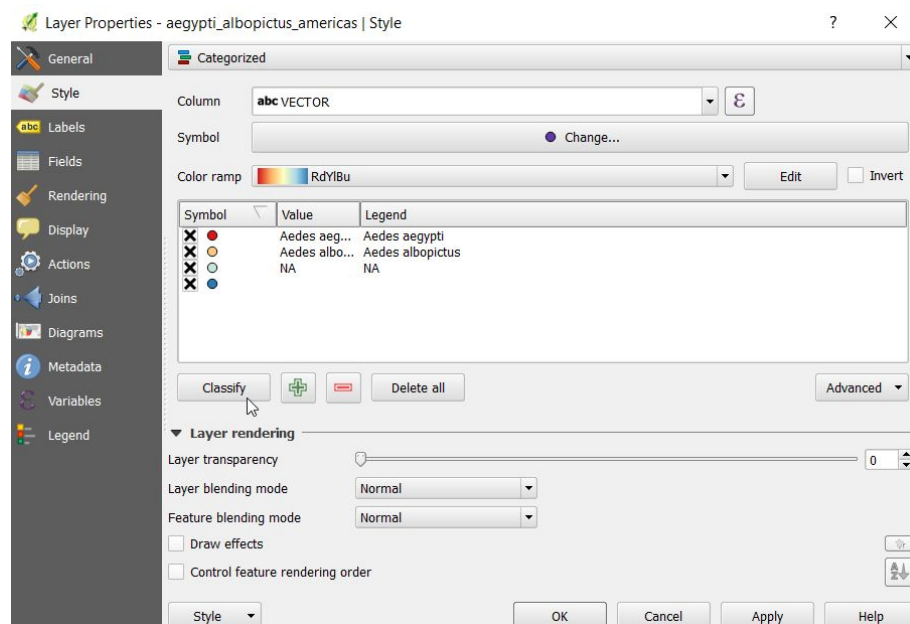 Layer Properties - aegypti_albopictus_americas | Style ? ×
General
Style
Labels
Fields
Rendering
Display
Actions
Joins
Diagrams
Metadata
Variables
Legend
Categorized
Column abc VECTOR ε
Symbol Change...
Color ramp RdYlBu Edit Invert
Symbol Value Legend
Aedes aeg... Aedes aegypti
Aedes albo... Aedes albopictus
NA NA
Classify Delete all Advanced
Layer rendering
Layer transparency 0
Layer blending mode Normal
Feature blending mode Normal
Draw effects
Control feature rendering order
Style OK Cancel Apply Help